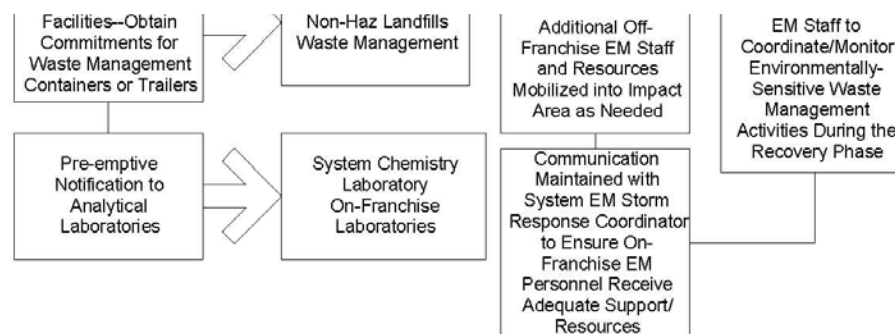 Facilities--Obtain
Commitments for
Waste Management
Containers or Trailers
Non-Haz Landfills
Waste Management
Additional Off-
Franchise EM Staff
and Resources
Mobilized into Impact
Area as Needed
EM Staff to
Coordinate/Monitor
Environmentally-
Sensitive Waste
Management
Activities During the
Recovery Phase
Pre-emptive
Notification to
Analytical
Laboratories
System Chemistry
Laboratory
On-Franchise
Laboratories
Communication
Maintained with
System EM Storm
Response Coordinator
to Ensure On-
Franchise EM
Personnel Receive
Adequate Support/
Resources